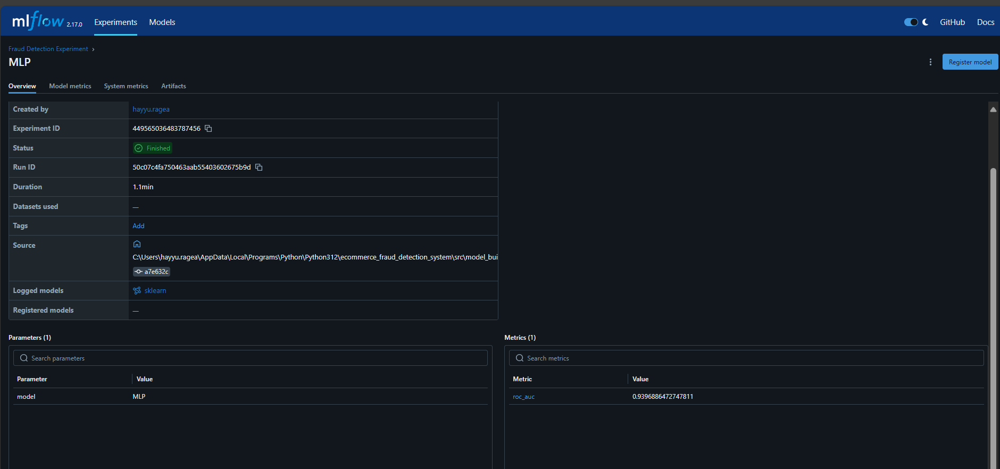 mlflow 2.17.0 Experiments Models GitHub Docs
Fraud Detection Experiment ›
MLP
Register model
Overview Model metrics System metrics Artifacts
Created by hayyu.ragea
Experiment ID 449565036483787456
Status Finished
Run ID 50c07c4fa750463aab55403602675b9d
Duration 1.1min
Datasets used —
Tags Add
Source
C:\Users\hayyu.ragea\AppData\Local\Programs\Python\Python312\ecommerce_fraud_detection_system\src\model_bui
a7e632c
Logged models sklearn
Registered models —
Parameters (1)
Search parameters
Parameter Value
model MLP
Metrics (1)
Search metrics
Metric Value
roc_auc 0.9396886472747811